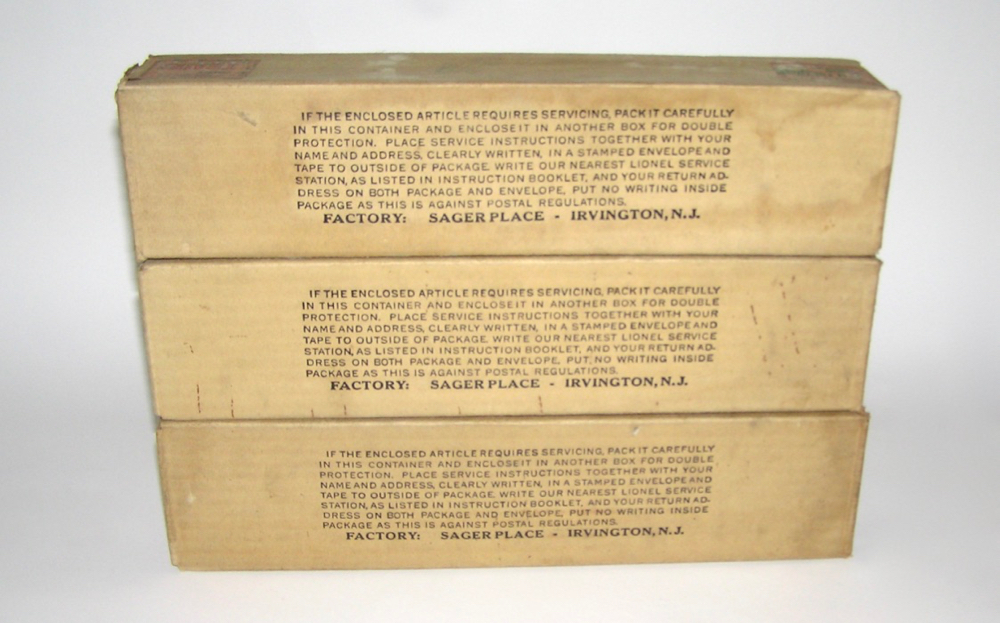 IF THE ENCLOSED ARTICLE REQUIRES SERVICING, PACK IT CAREFULLY
IN THIS CONTAINER AND ENCLOSE IT IN ANOTHER BOX FOR DOUBLE
PROTECTION. PLACE SERVICE INSTRUCTIONS TOGETHER WITH YOUR
NAME AND ADDRESS, CLEARLY WRITTEN, IN A STAMPED ENVELOPE AND
TAPE TO OUTSIDE OF PACKAGE. WRITE OUR NEAREST LIONEL SERVICE
STATION, AS LISTED IN INSTRUCTION BOOKLET, AND YOUR RETURN AD-
DRESS ON BOTH PACKAGE AND ENVELOPE, PUT NO WRITING INSIDE
PACKAGE AS THIS IS AGAINST POSTAL REGULATIONS.
FACTORY: SAGER PLACE - IRVINGTON, N.J.
IF THE ENCLOSED ARTICLE REQUIRES SERVICING, PACK IT CAREFULLY
IN THIS CONTAINER AND ENCLOSE IT IN ANOTHER BOX FOR DOUBLE
PROTECTION. PLACE SERVICE INSTRUCTIONS TOGETHER WITH YOUR
NAME AND ADDRESS, CLEARLY WRITTEN, IN A STAMPED ENVELOPE AND
TAPE TO OUTSIDE OF PACKAGE. WRITE OUR NEAREST LIONEL SERVICE
STATION, AS LISTED IN INSTRUCTION BOOKLET, AND YOUR RETURN AD-
DRESS ON BOTH PACKAGE AND ENVELOPE, PUT NO WRITING INSIDE
PACKAGE AS THIS IS AGAINST POSTAL REGULATIONS.
FACTORY: SAGER PLACE - IRVINGTON, N.J.
IF THE ENCLOSED ARTICLE REQUIRES SERVICING, PACK IT CAREFULLY
IN THIS CONTAINER AND ENCLOSE IT IN ANOTHER BOX FOR DOUBLE
PROTECTION. PLACE SERVICE INSTRUCTIONS TOGETHER WITH YOUR
NAME AND ADDRESS, CLEARLY WRITTEN, IN A STAMPED ENVELOPE AND
TAPE TO OUTSIDE OF PACKAGE. WRITE OUR NEAREST LIONEL SERVICE
STATION, AS LISTED IN INSTRUCTION BOOKLET, AND YOUR RETURN AD-
DRESS ON BOTH PACKAGE AND ENVELOPE, PUT NO WRITING INSIDE
PACKAGE AS THIS IS AGAINST POSTAL REGULATIONS.
FACTORY: SAGER PLACE - IRVINGTON, N.J.